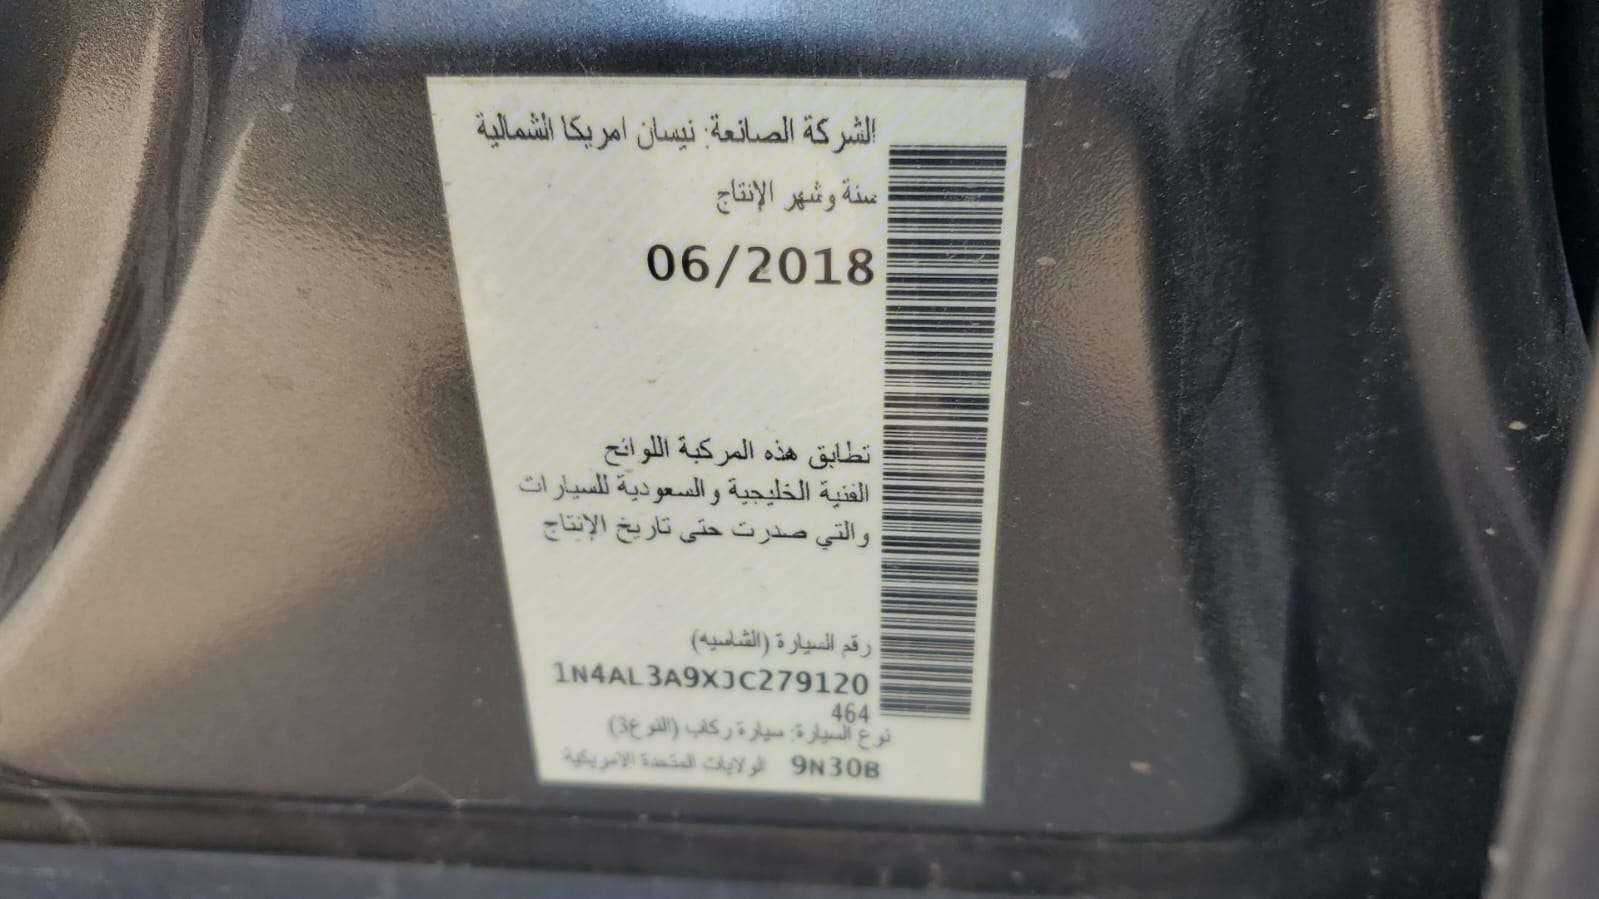 الشركة الصانعة: نيسان امريكا الشمالية
سنة وشهر الإنتاج
06/2018
تطابق هذه المركبة اللوائح
الفنية الخليجية والسعودية للسيارات
والتي صدرت حتى تاريخ الإنتاج
رقم السيارة (الشاسيه)
1N4AL3A9XJC279120
464
نوع السيارة: سيارة ركاب (النوع3)
9N30B الولايات المتحدة الامريكية